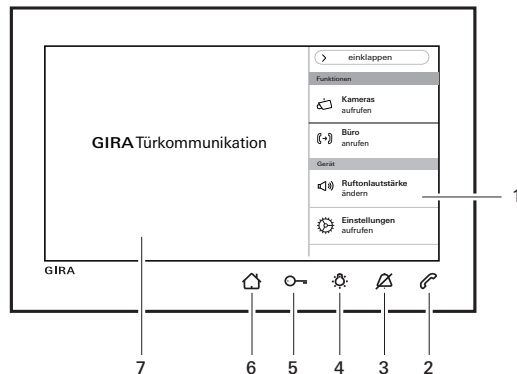 > einklappen
Funktionen
Kameras
aufrufen
GIRA Türkommunikation
Büro
anrufen
Gerät
Ruftonlautstärke
ändern
1
Einstellungen
aufrufen
GIRA
7 6 5 4 3 2